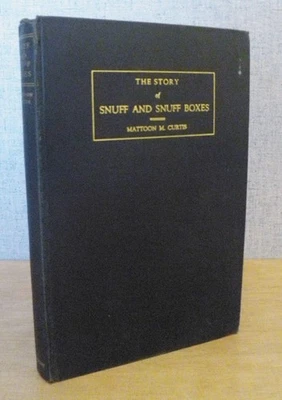 THE STORY
of
SNUFF AND SNUFF BOXES
MATTOON M. CURTIS